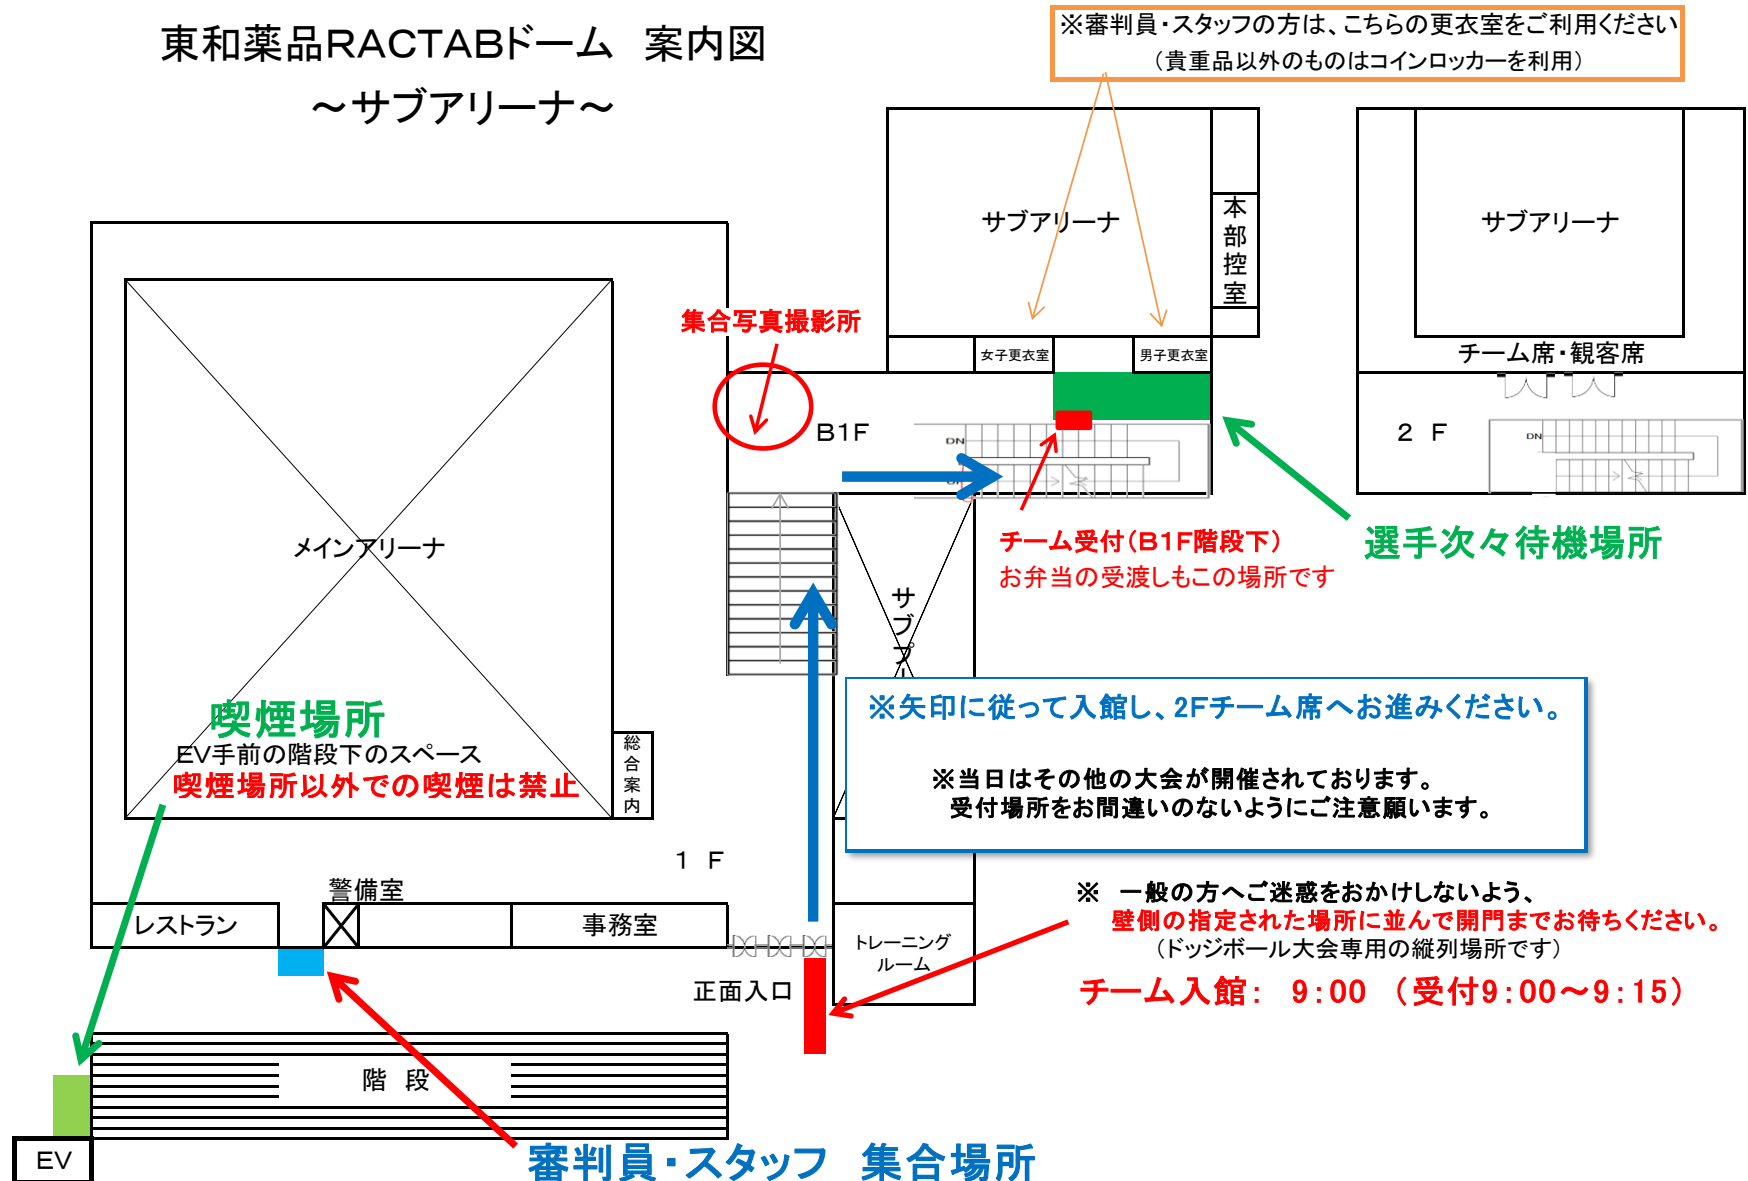 東和薬品RACTABドーム　案内図
～サブアリーナ～
※審判員・スタッフの方は、こちらの更衣室をご利用ください
（貴重品以外のものはコインロッカーを利用）
サブアリーナ
本部控室
サブアリーナ
集合写真撮影所
女子更衣室
男子更衣室
チーム席・観客席
B1F
DN
２ F
DN
メインアリーナ
チーム受付（B1F階段下）
お弁当の受渡しもこの場所です
選手次々待機場所
サブプー
※矢印に従って入館し、2Fチーム席へお進みください。
※当日はその他の大会が開催されております。
受付場所をお間違いのないようにご注意願います。
喫煙場所
EV手前の階段下のスペース
喫煙場所以外での喫煙は禁止
総合案内
１ F
警備室
レストラン
事務室
トレーニング
ルーム
※　一般の方へご迷惑をおかけしないよう、
壁側の指定された場所に並んで開門までお待ちください。
（ドッジボール大会専用の縦列場所です）
チーム入館：　9：00　（受付9：00～9：15）
正面入口
階　段
EV
審判員・スタッフ　集合場所